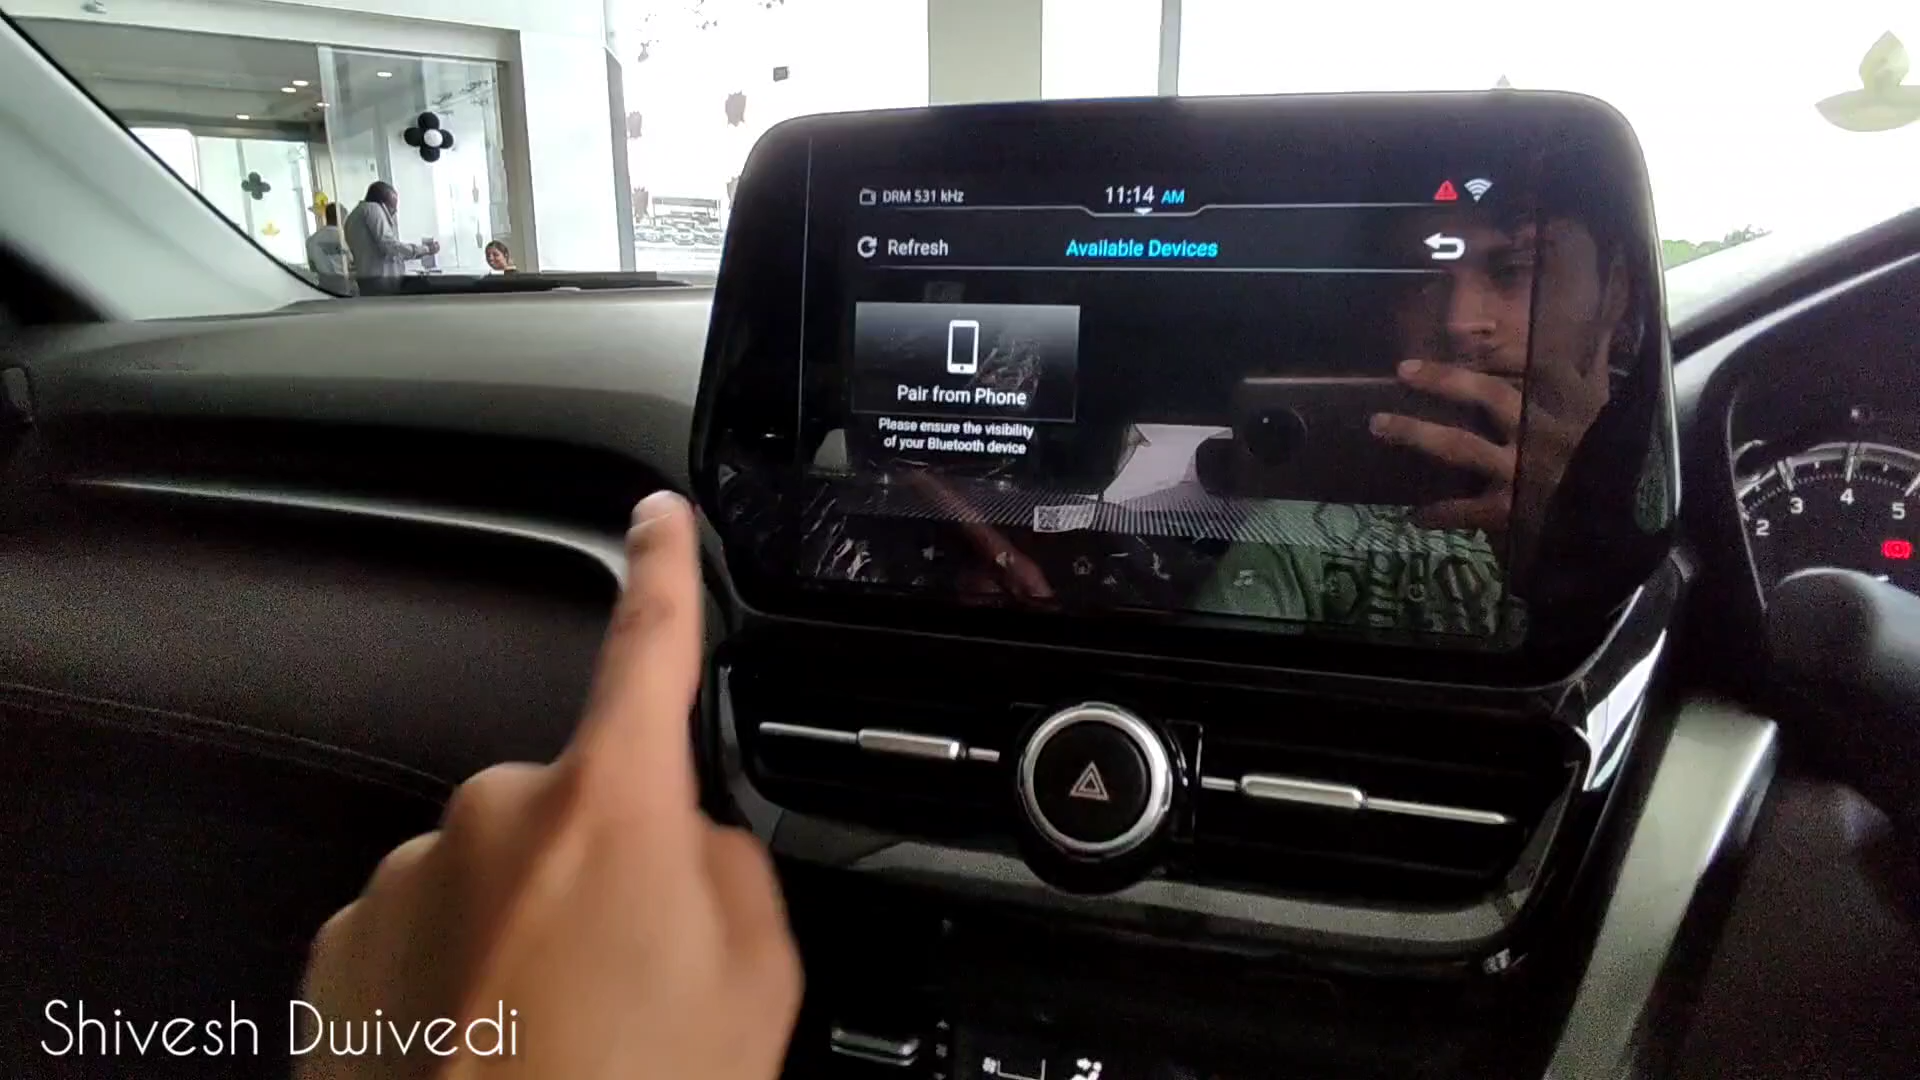 DRM 531 kHz
11:14 AM
Refresh
Available Devices
Pair from Phone
Please ensure the visibility
of your Bluetooth device
2
3
4
5
Shivesh Dwivedi